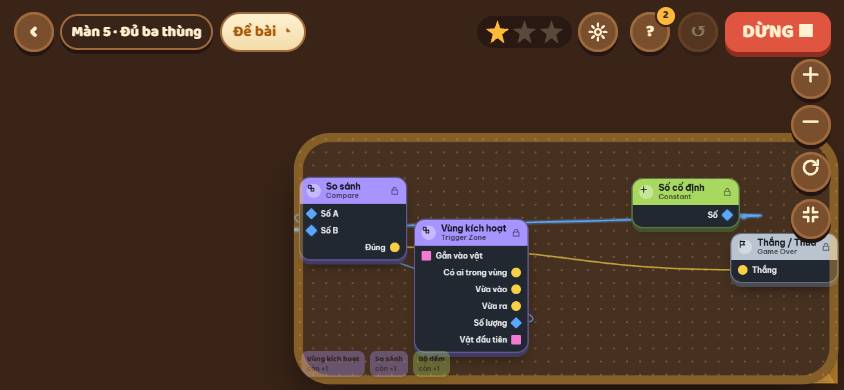 Màn 5 · Đủ ba thùng
Đề bài
2
?
DỪNG
So sánh
Compare
Số A
Số B
Đúng
Vùng kích hoạt
Trigger Zone
Gắn vào vật
Có ai trong vùng
Vừa vào
Vừa ra
Số lượng
Vật đầu tiên
Số cố định
Constant
Số
Thắng / Thua
Game Over
Thắng
Vùng kích hoạt
còn ×1
So sánh
còn ×1
Bộ đếm
còn ×1